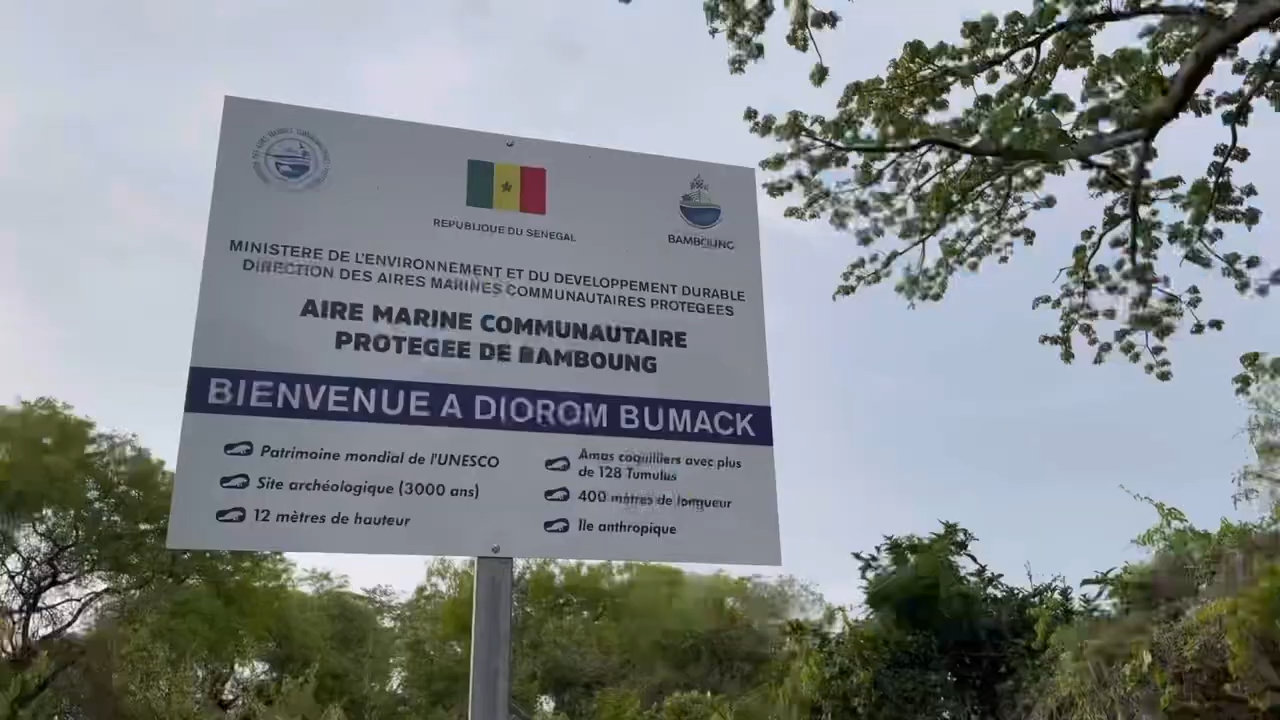 REPUBLIQUE DU SENEGAL
BAMBOUNG
MINISTERE DE L'ENVIRONNEMENT ET DU DEVELOPPEMENT DURABLE
DIRECTION DES AIRES MARINES COMMUNAUTAIRES PROTEGEES
AIRE MARINE COMMUNAUTAIRE
PROTEGEE DE BAMBOUNG
BIENVENUE A DIOROM BUMACK
Patrimoine mondial de l'UNESCO
Site archéologique (3000 ans)
12 mètres de hauteur
Amas coquilliers avec plus
de 128 Tumulus
400 mètres de longueur
Ile anthropique